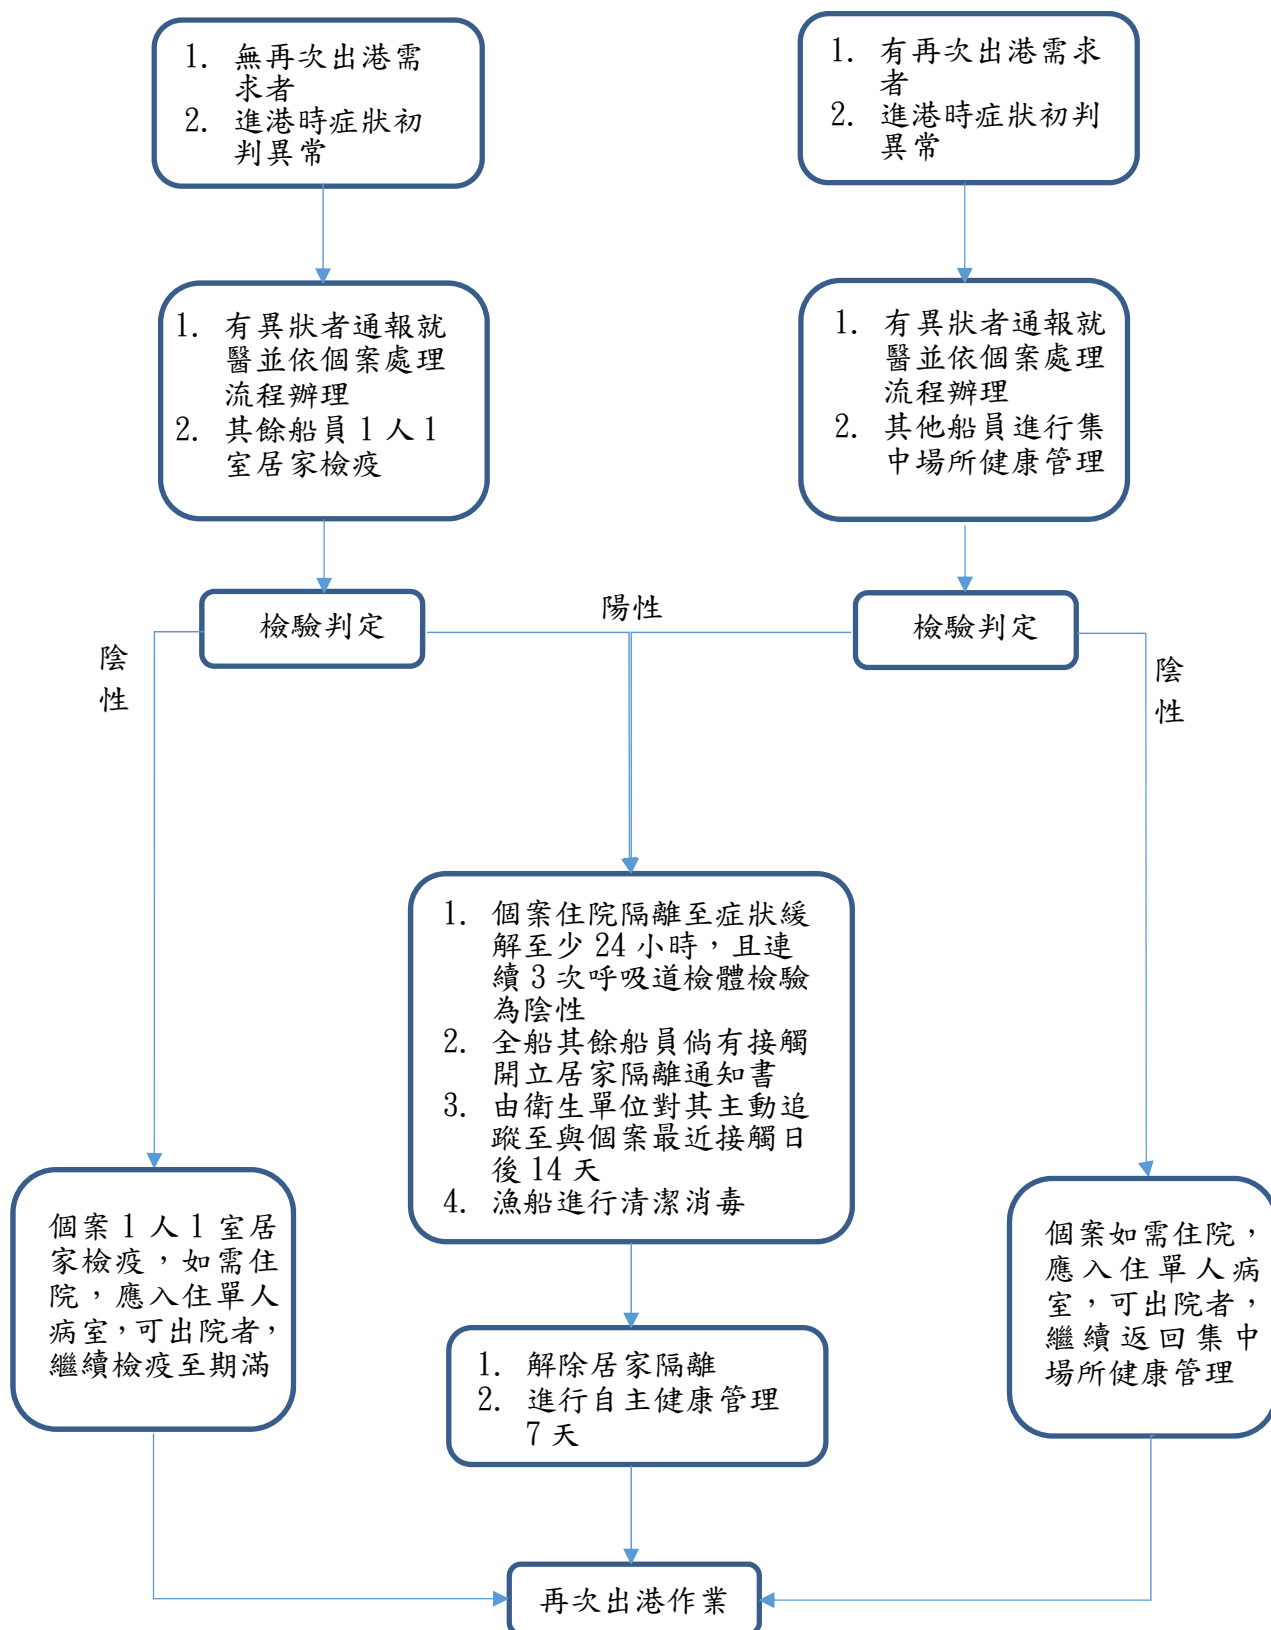 1. 無再次出港需
求者
2. 進港時症狀初
判異常
1. 有再次出港需求
者
2. 進港時症狀初判
異常
1. 有異狀者通報就
醫並依個案處理
流程辦理
2. 其餘船員1人1
室居家檢疫
1. 有異狀者通報就
醫並依個案處理
流程辦理
2. 其他船員進行集
中場所健康管理
檢驗判定
陽性
檢驗判定
陰
性
陰
性
1. 個案住院隔離至症狀緩
解至少24小時，且連
續3次呼吸道檢體檢驗
為陰性
2. 全船其餘船員倘有接觸
開立居家隔離通知書
3. 由衛生單位對其主動追
蹤至與個案最近接觸日
後14天
4. 漁船進行清潔消毒
個案1人1室居
家檢疫，如需住
院，應入住單人
病室，可出院者，
繼續檢疫至期滿
個案如需住院，
應入住單人病
室，可出院者，
繼續返回集中
場所健康管理
1. 解除居家隔離
2. 進行自主健康管理
7天
再次出港作業